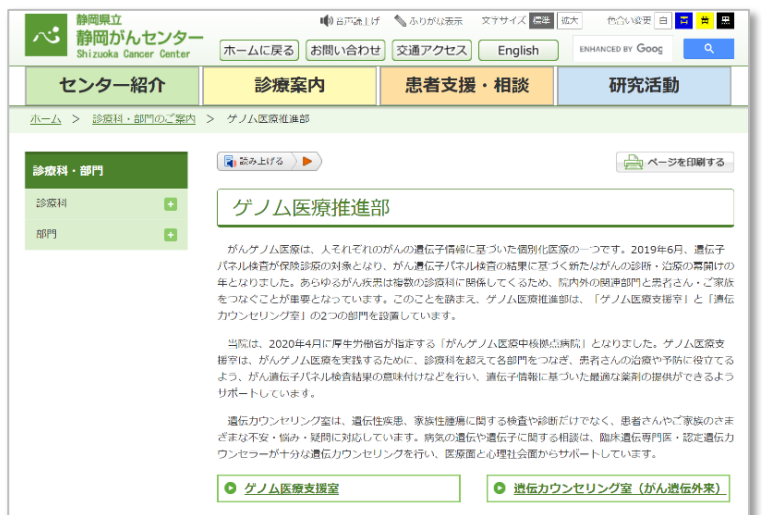 静岡県立
静岡がんセンター
Shizuoka Cancer Center
音声読上げ ふりがな表示 文字サイズ 標準 拡大 色合い変更 白 青 黄 黒
ホームに戻る お問い合わせ 交通アクセス English ENHANCED BY Goog
センター紹介 診療案内 患者支援・相談 研究活動
ホーム > 診療科・部門のご案内 > ゲノム医療推進部
診療科・部門
診療科
部門
読み上げる
ページを印刷する
ゲノム医療推進部
がんゲノム医療は、人それぞれのがんの遺伝子情報に基づいた個別化医療の一つです。2019年6月、遺伝子
パネル検査が保険診療の対象となり、がん遺伝子パネル検査の結果に基づく新たながんの診断・治療の幕開けの
年となりました。あらゆるがん疾患は複数の診療科に関係してくるため、院内外の関連部門と患者さん・ご家族
をつなぐことが重要となっています。このことを踏まえ、ゲノム医療推進部は、「ゲノム医療支援室」と「遺伝
カウンセリング室」の2つの部門を設置しています。
当院は、2020年4月に厚生労働省が指定する「がんゲノム医療中核拠点病院」となりました。ゲノム医療支
援室は、がんゲノム医療を実践するために、診療科を超えて各部門をつなぎ、患者さんの治療や予防に役立てる
よう、がん遺伝子パネル検査結果の意味付けなどを行い、遺伝子情報に基づいた最適な薬剤の提供ができるよう
サポートしています。
遺伝カウンセリング室は、遺伝性疾患、家族性腫瘍に関する検査や診断だけでなく、患者さんやご家族のさま
ざまな不安・悩み・疑問に対応しています。病気の遺伝や遺伝子に関する相談は、臨床遺伝専門医・認定遺伝カ
ウンセラーが十分な遺伝カウンセリングを行い、医療面と心理社会面からサポートしています。
ゲノム医療支援室
遺伝カウンセリング室（がん遺伝外来）